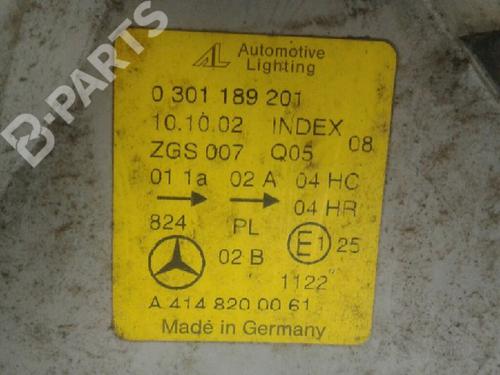 B-PARTS
AL Automotive
Lighting
0 301 189 201
10.10.02 INDEX 08
ZGS 007 Q05
01 1a 02 A 04 HC
04 HR
824 PL
02 B E1 25
1122
A 414 820 00 61
Made in Germany